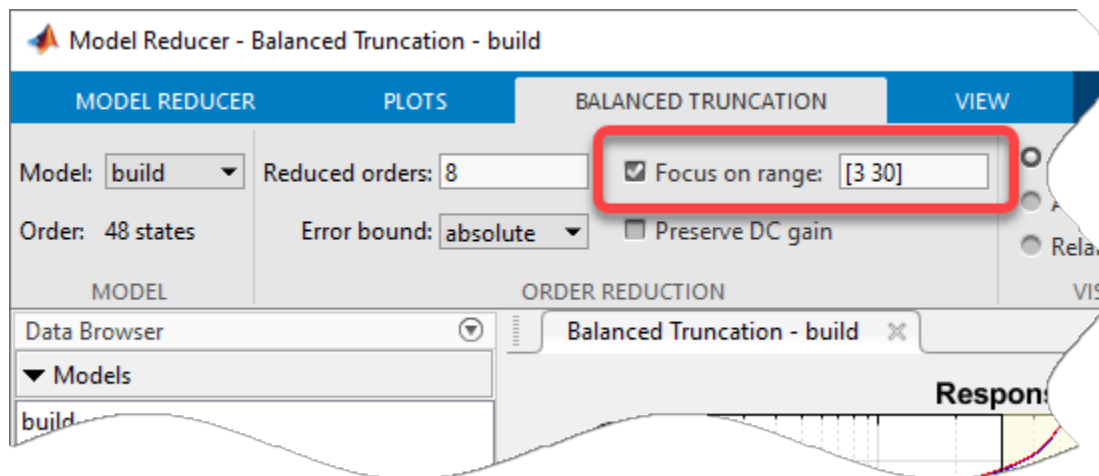 Model Reducer - Balanced Truncation - build
MODEL REDUCER PLOTS BALANCED TRUNCATION VIEW
Model: build Reduced orders: 8 Focus on range: [3 30]
Order: 48 states Error bound: absolute Preserve DC gain
MODEL ORDER REDUCTION
Data Browser Balanced Truncation - build
Models
build